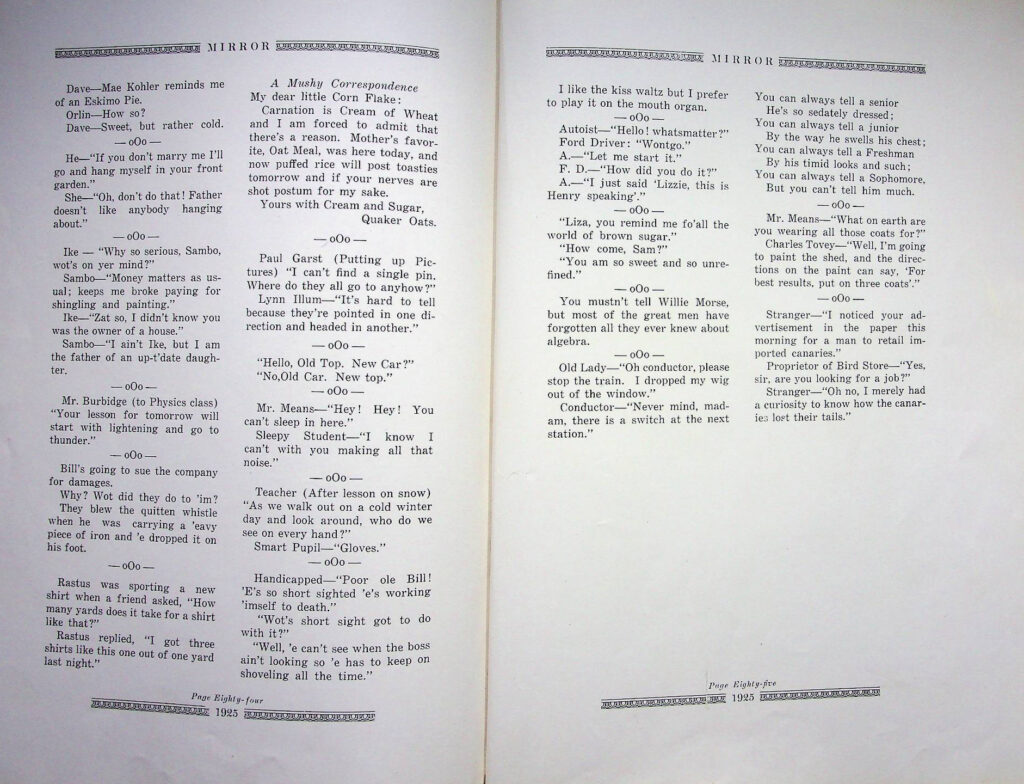 MIRROR
Dave—Mae Kohler reminds me
of an Eskimo Pie.
Orlin—How so?
Dave—Sweet, but rather cold.
— oOo —
He—“If you don't marry me I'll
go and hang myself in your front
garden.”
She—“Oh, don't do that! Father
doesn't like anybody hanging
about.”
— oOo —
Ike — “Why so serious, Sambo,
wot's on yer mind?”
Sambo—“Money matters as us-
ual; keeps me broke paying for
shingling and painting.”
Ike—“Zat so, I didn't know you
was the owner of a house.”
Sambo—“I ain't Ike, but I am
the father of an up-t'date daugh-
ter.
— oOo —
Mr. Burbidge (to Physics class)
“Your lesson for tomorrow will
start with lightening and go to
thunder.”
— oOo —
Bill's going to sue the company
for damages.
Why? Wot did they do to 'im?
They blew the quitten whistle
when he was carrying a 'eavy
piece of iron and 'e dropped it on
his foot.
— oOo —
Rastus was sporting a new
shirt when a friend asked, “How
many yards does it take for a shirt
like that?”
Rastus replied, “I got three
shirts like this one out of one yard
last night.”
A Mushy Correspondence
My dear little Corn Flake:
Carnation is Cream of Wheat
and I am forced to admit that
there's a reason. Mother's favor-
ite, Oat Meal, was here today, and
now puffed rice will post toasties
tomorrow and if your nerves are
shot postum for my sake.
Yours with Cream and Sugar,
Quaker Oats.
— oOo —
Paul Garst (Putting up Pic-
tures) “I can't find a single pin.
Where do they all go to anyhow?”
Lynn Illum—“It's hard to tell
because they're pointed in one di-
rection and headed in another.”
— oOo —
“Hello, Old Top. New Car?”
“No,Old Car. New top.”
— oOo —
Mr. Means—“Hey! Hey! You
can't sleep in here.”
Sleepy Student—“I know I
can't with you making all that
noise.”
— oOo —
Teacher (After lesson on snow)
“As we walk out on a cold winter
day and look around, who do we
see on every hand?”
Smart Pupil—“Gloves.”
— oOo —
Handicapped—“Poor ole Bill!
'E's so short sighted 'e's working
'imself to death.”
“Wot's short sight got to do
with it?”
“Well, 'e can't see when the boss
ain't looking so 'e has to keep on
shoveling all the time.”
Page Eighty-four
1925
MIRROR
I like the kiss waltz but I prefer
to play it on the mouth organ.
— oOo —
Autoist—“Hello! whatsmatter?”
Ford Driver: “Wontgo.”
A.—“Let me start it.”
F. D.—“How did you do it?”
A.—“I just said ‘Lizzie, this is
Henry speaking’.”
— oOo —
“Liza, you remind me fo'all the
world of brown sugar.”
“How come, Sam?”
“You am so sweet and so unre-
fined.”
— oOo —
You mustn't tell Willie Morse,
but most of the great men have
forgotten all they ever knew about
algebra.
— oOo —
Old Lady—“Oh conductor, please
stop the train. I dropped my wig
out of the window.”
Conductor—“Never mind, mad-
am, there is a switch at the next
station.”
You can always tell a senior
He's so sedately dressed;
You can always tell a junior
By the way he swells his chest;
You can always tell a Freshman
By his timid looks and such;
You can always tell a Sophomore,
But you can't tell him much.
— oOo —
Mr. Means—“What on earth are
you wearing all those coats for?”
Charles Tovey—“Well, I'm going
to paint the shed, and the direc-
tions on the paint can say, ‘For
best results, put on three coats’.”
— oOo —
Stranger—“I noticed your ad-
vertisement in the paper this
morning for a man to retail im-
ported canaries.”
Proprietor of Bird Store—“Yes,
sir, are you looking for a job?”
Stranger—“Oh no, I merely had
a curiosity to know how the canar-
ies lost their tails.”
Page Eighty-five
1925